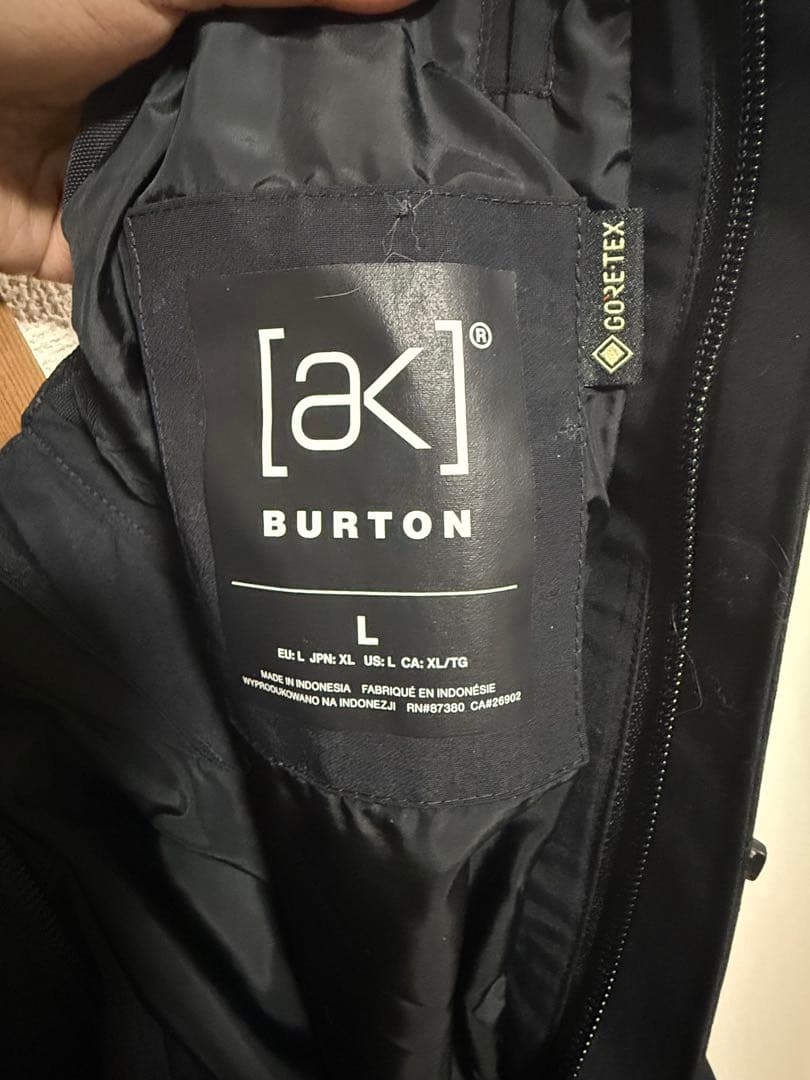 [ak]®
BURTON
L
EU: L JPN: XL US: L CA: XL/TG
MADE IN INDONESIA FABRIQUÉ EN INDONÉSIE
WYPRODUKOWANO NA INDONEZJI RN#87380 CA#26902
GORE-TEX